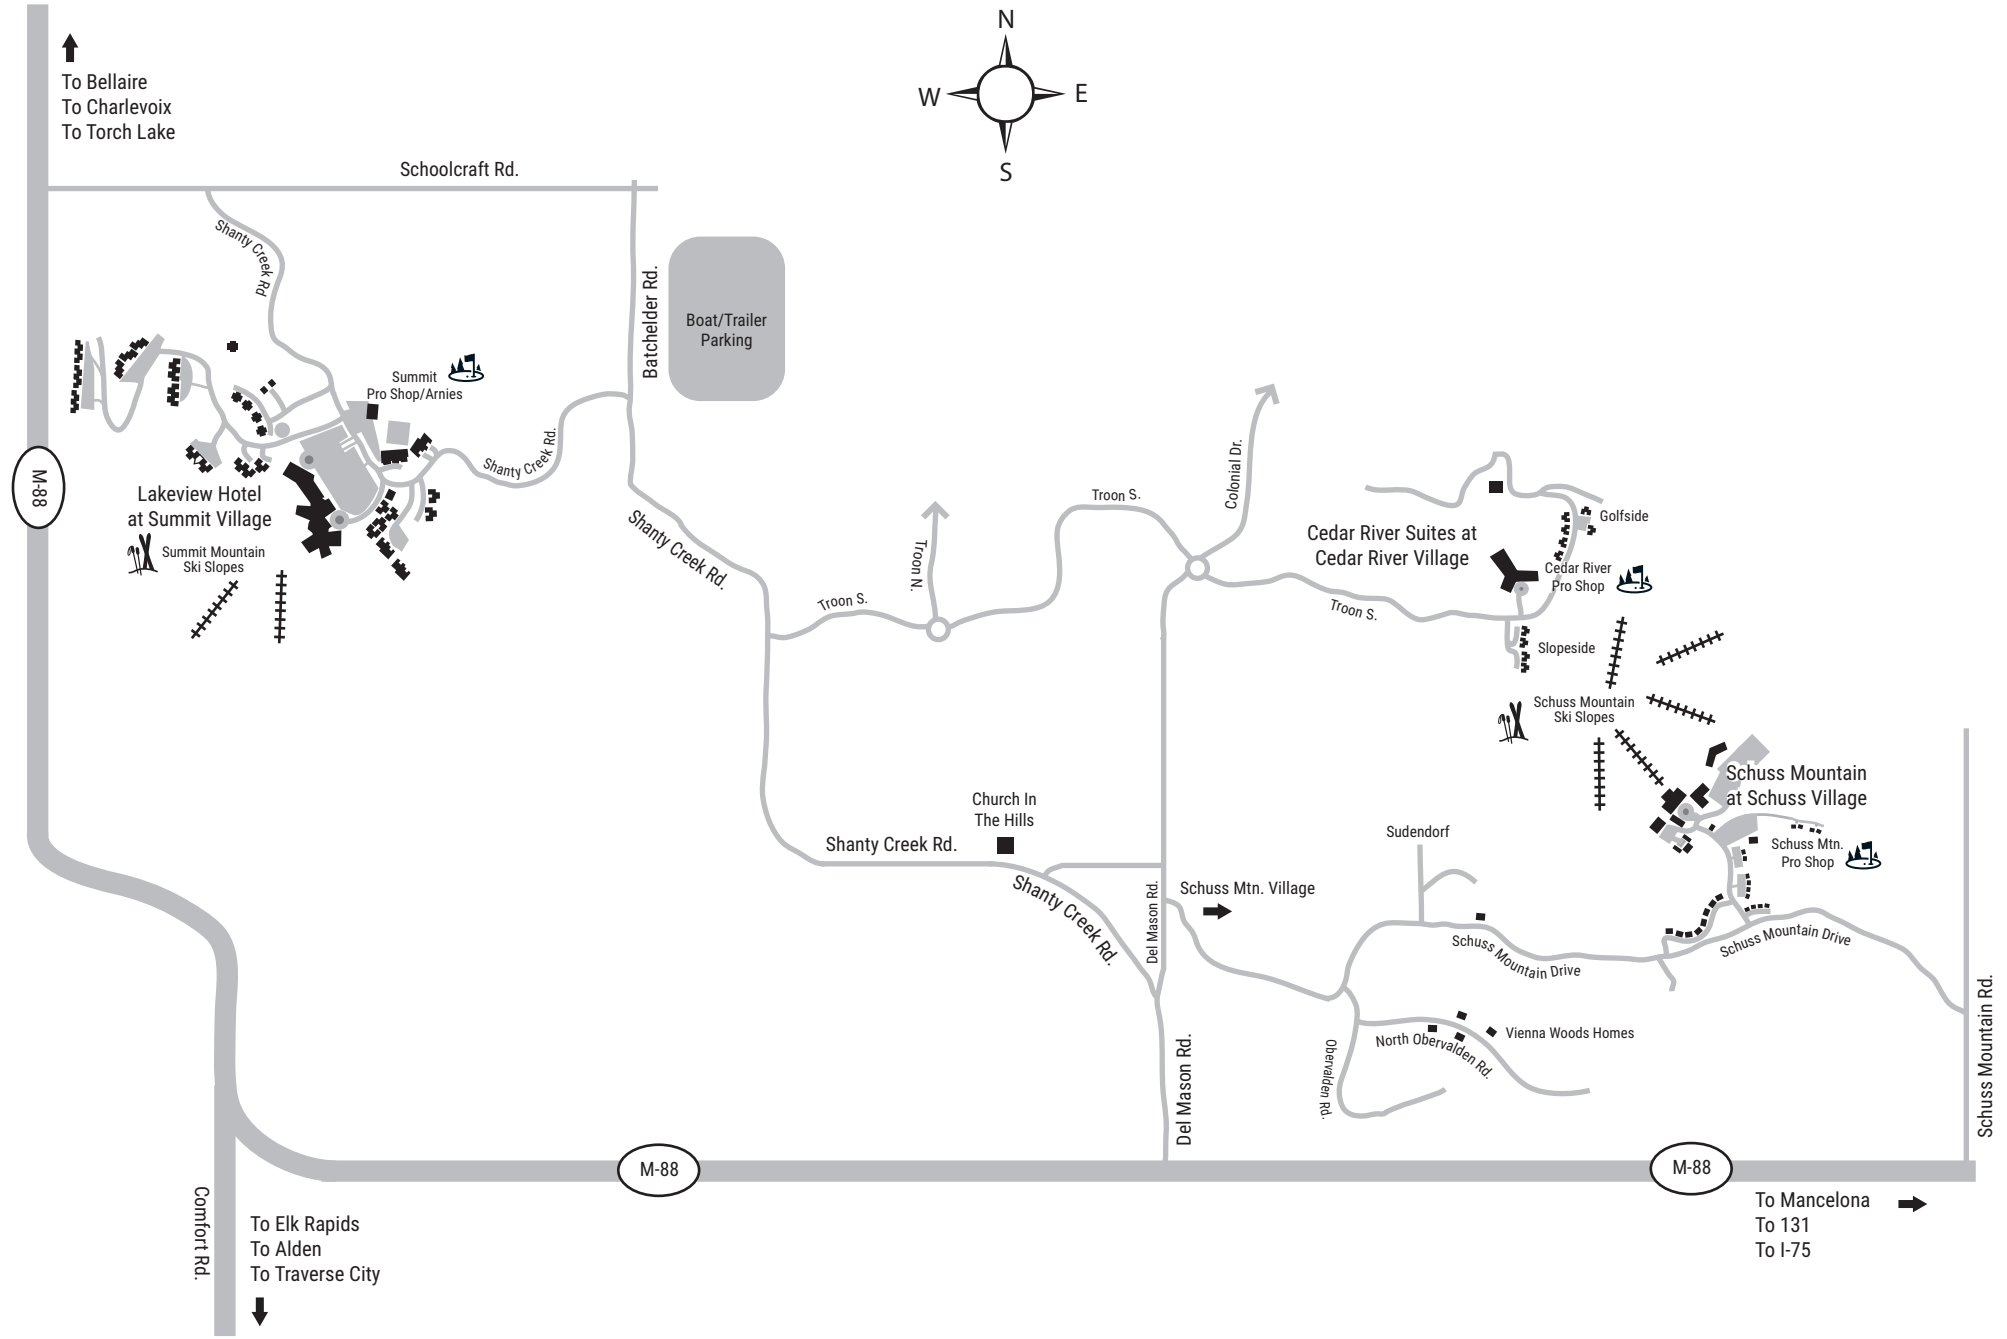 N
W
E
S
To Bellaire
To Charlevoix
To Torch Lake
Schoolcraft Rd.
Shanty Creek Rd
Batchelder Rd.
Boat/Trailer
Parking
Summit
Pro Shop/Arnies
Shanty Creek Rd.
M-88
Lakeview Hotel
at Summit Village
Summit Mountain
Ski Slopes
Shanty Creek Rd.
Troon S.
Troon N.
Troon S.
Colonial Dr.
Cedar River Suites at
Cedar River Village
Golfside
Cedar River
Pro Shop
Troon S.
Slopeside
Schuss Mountain
Ski Slopes
Schuss Mountain
at Schuss Village
Schuss Mtn.
Pro Shop
Church In
The Hills
Shanty Creek Rd.
Shanty Creek Rd.
Del Mason Rd.
Schuss Mtn. Village
Sudendorf
Schuss Mountain Drive
Schuss Mountain Drive
Schuss Mountain Rd.
North Obervalden Rd.
Vienna Woods Homes
Obervalden Rd.
Del Mason Rd.
M-88
M-88
Comfort Rd.
To Elk Rapids
To Alden
To Traverse City
To Mancelona
To 131
To I-75